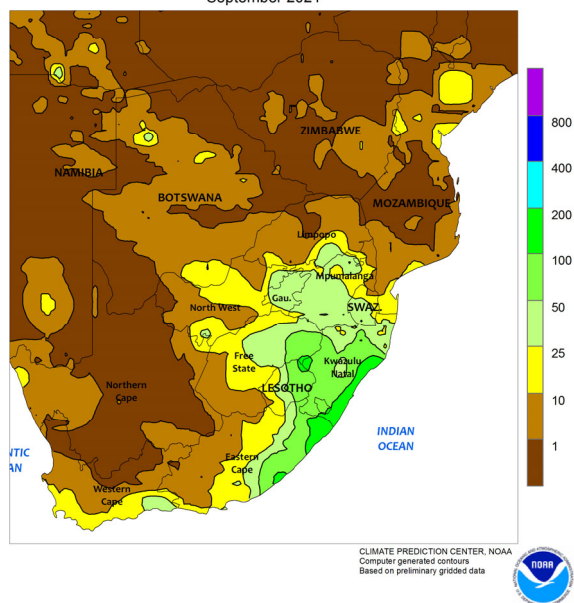 NAMIBIA
ZIMBABWE
BOTSWANA
MOZAMBIQUE
Limpopo
Mpumalanga
Gau.
SWAZ.
North West
Free
State
Kwazulu
Natal
LESOTHO
Northern
Cape
Eastern
Cape
Western
Cape
INDIAN
OCEAN
NTIC
AN
800
400
200
100
50
25
10
1
CLIMATE PREDICTION CENTER, NOAA
Computer generated contours
Based on preliminary gridded data
NOAA